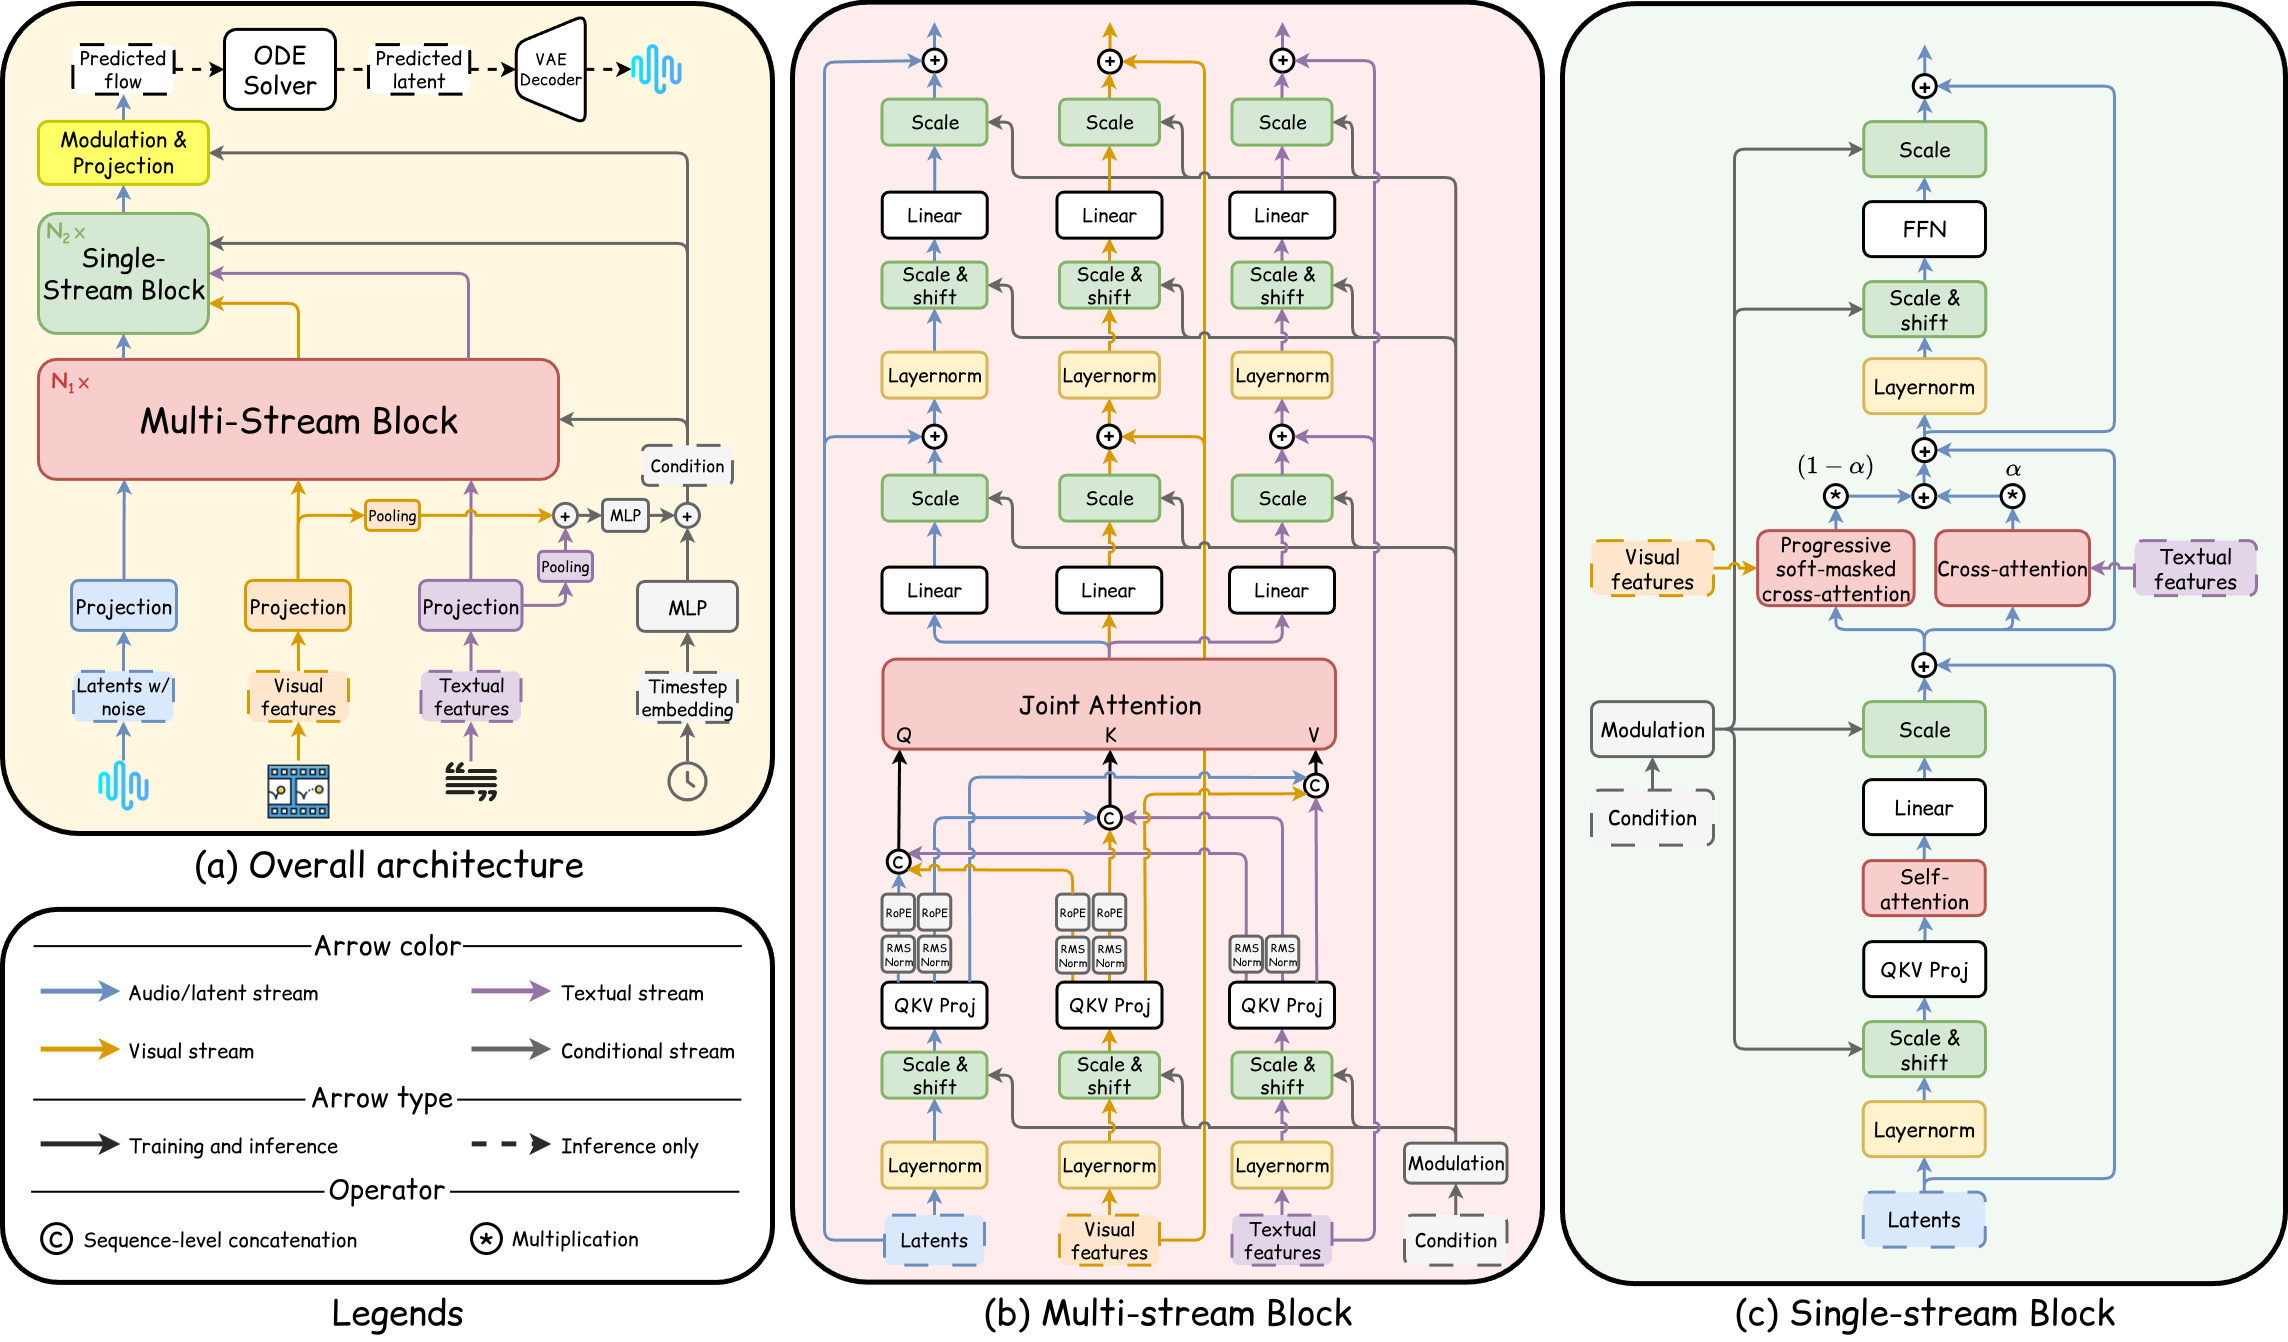 Predicted
flow
ODE
Solver
Predicted
latent
VAE
Decoder
Modulation &
Projection
N2 x
Single-
Stream Block
N1 x
Multi-Stream Block
Condition
Pooling
+
MLP
+
Pooling
Projection
Projection
Projection
MLP
Latents w/
noise
Visual
features
Textual
features
Timestep
embedding
(a) Overall architecture
Arrow color
Audio/latent stream
Textual stream
Visual stream
Conditional stream
Arrow type
Training and inference
Inference only
Operator
C Sequence-level concatenation
* Multiplication
Legends
+
+
+
Scale
Scale
Scale
Linear
Linear
Linear
Scale &
shift
Scale &
shift
Scale &
shift
Layernorm
Layernorm
Layernorm
+
+
+
Scale
Scale
Scale
Linear
Linear
Linear
Joint Attention
Q
K
V
C
C
C
RoPE
RoPE
RoPE
RoPE
RMS
Norm
RMS
Norm
RMS
Norm
RMS
Norm
RMS
Norm
RMS
Norm
QKV Proj
QKV Proj
QKV Proj
Scale &
shift
Scale &
shift
Scale &
shift
Layernorm
Layernorm
Layernorm
Modulation
Latents
Visual
features
Textual
features
Condition
(b) Multi-stream Block
+
Scale
FFN
Scale &
shift
Layernorm
+
(1 − α)
α
*
+
*
Visual
features
Progressive
soft-masked
cross-attention
Cross-attention
Textual
features
+
Modulation
Scale
Condition
Linear
Self-
attention
QKV Proj
Scale &
shift
Layernorm
Latents
(c) Single-stream Block